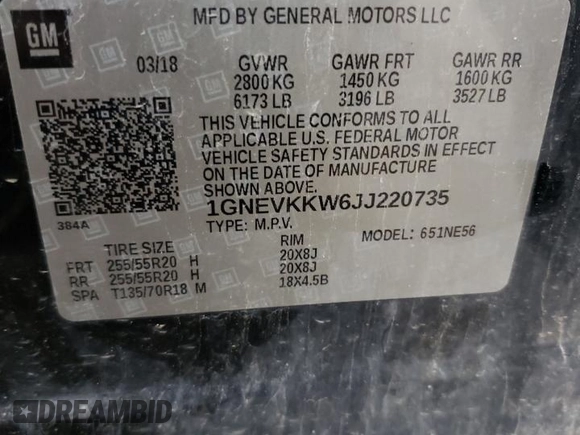 MFD BY GENERAL MOTORS LLC
GM
03/18 GVWR GAWR FRT GAWR RR
2800 KG 1450 KG 1600 KG
6173 LB 3196 LB 3527 LB
THIS VEHICLE CONFORMS TO ALL
APPLICABLE U.S. FEDERAL MOTOR
VEHICLE SAFETY STANDARDS IN EFFECT
ON THE DATE OF MANUFACTURE
SHOWN ABOVE.
384A
1GNEVKKW6JJ220735
TYPE: M.P.V. MODEL: 651NE56
TIRE SIZE RIM
FRT 255/55R20 H 20X8J
RR 255/55R20 H 20X8J
SPA T135/70R18 M 18X4.5B
DREAMBID